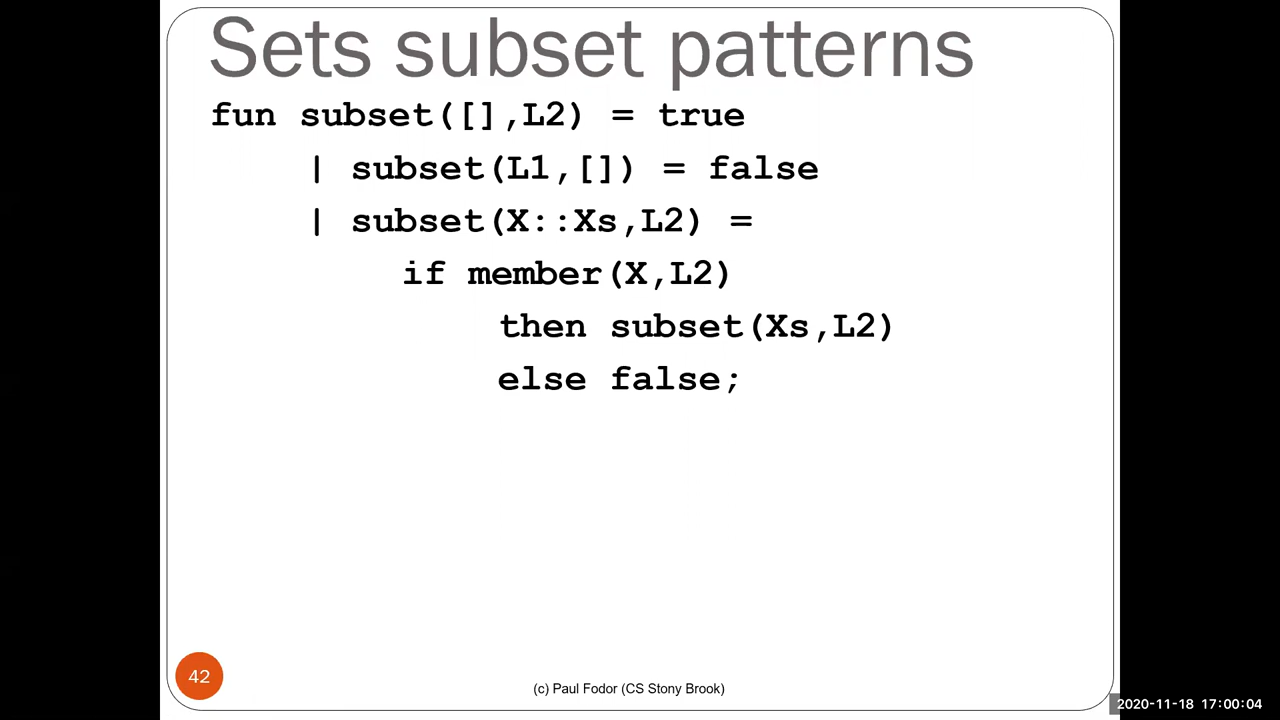 Sets subset patterns
fun subset([],L2) = true
| subset(L1,[]) = false
| subset(X::Xs,L2) =
if member(X,L2)
then subset(Xs,L2)
else false;
42
(c) Paul Fodor (CS Stony Brook)
2020-11-18 17:00:04